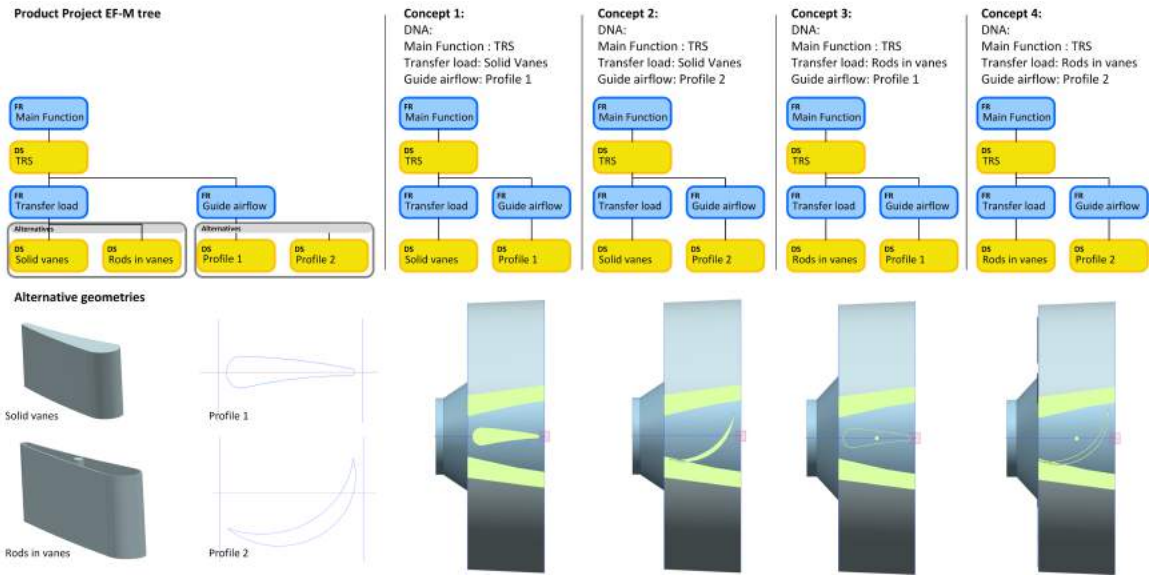 Product Project EF-M tree
Concept 1:
DNA:
Main Function : TRS
Transfer load: Solid Vanes
Guide airflow: Profile 1
Concept 2:
DNA:
Main Function : TRS
Transfer load: Solid Vanes
Guide airflow: Profile 2
Concept 3:
DNA:
Main Function : TRS
Transfer load: Rods in vanes
Guide airflow: Profile 1
Concept 4:
DNA:
Main Function : TRS
Transfer load: Rods in vanes
Guide airflow: Profile 2
FR
Main Function
DS
TRS
FR
Transfer load
FR
Guide airflow
Alternatives
Alternatives
DS
Solid vanes
DS
Rods in vanes
DS
Profile 1
DS
Profile 2
FR
Main Function
DS
TRS
FR
Transfer load
FR
Guide airflow
DS
Solid vanes
DS
Profile 1
FR
Main Function
DS
TRS
FR
Transfer load
FR
Guide airflow
DS
Solid vanes
DS
Profile 2
FR
Main Function
DS
TRS
FR
Transfer load
FR
Guide airflow
DS
Rods in vanes
DS
Profile 1
FR
Main Function
DS
TRS
FR
Transfer load
FR
Guide airflow
DS
Rods in vanes
DS
Profile 2
Alternative geometries
Solid vanes
Profile 1
Rods in vanes
Profile 2